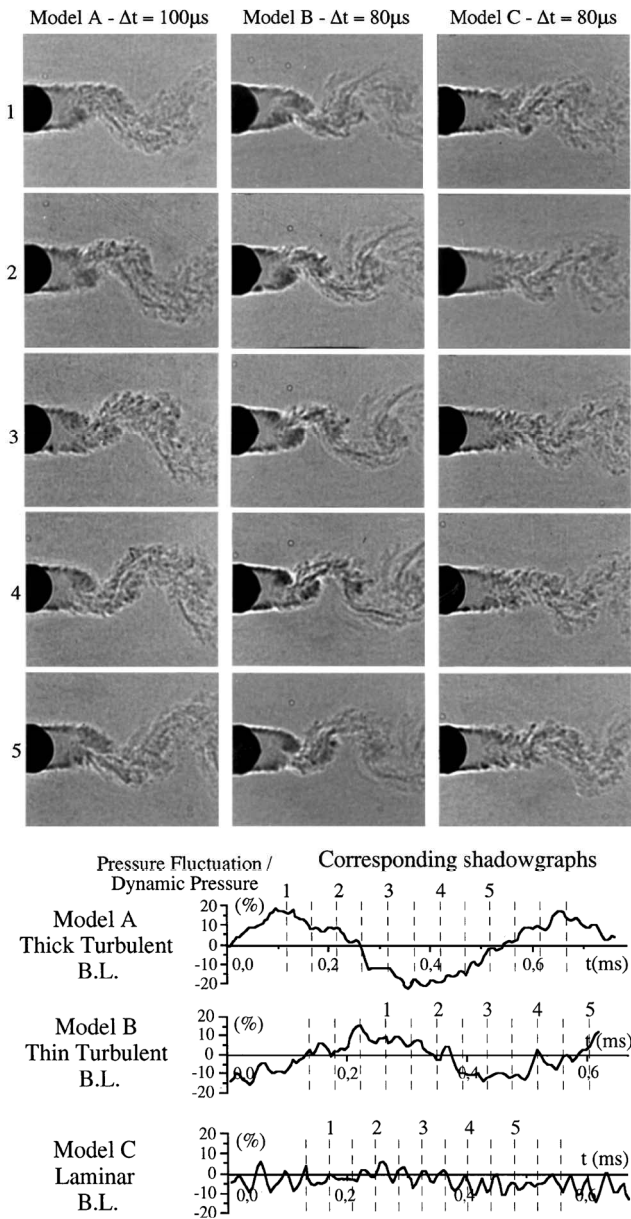 Model A - Δt = 100µs Model B - Δt = 80µs Model C - Δt = 80µs
1
2
3
4
5
Pressure Fluctuation /
Dynamic Pressure
Corresponding shadowgraphs
Model A
Thick Turbulent
B.L.
(%)
1 2 3 4 5
20
10
0
-10
-20
0,0 0,2 0,4 0,6 t(ms)
Model B
Thin Turbulent
B.L.
(%)
1 2 3 4 5
20
10
0
-10
-20
0,0 0,2 0,4 0,6
t (ms)
Model C
Laminar
B.L.
(%)
1 2 3 4 5
t (ms)
20
10
0
-10
-20
0,0 0,2 0,4 0,6